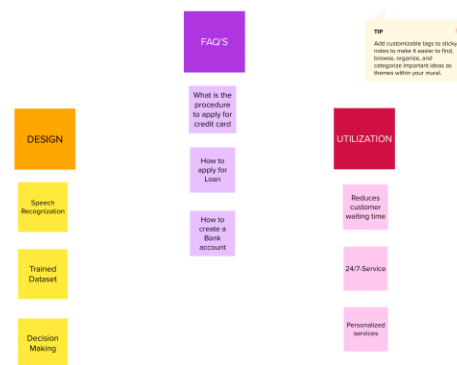 FAQ'S
What is the
procedure
to apply for
credit card
How to
apply for
Loan
How to
create a
Bank
account
TIP
Add customizable tags to sticky
notes to make it easier to find,
browse, organize, and
categorize important ideas as
themes within your mural.
DESIGN
Speech
Recognization
Trained
Dataset
Decision
Making
UTILIZATION
Reduces
customer
waiting time
24/7-Service
Personalized
services